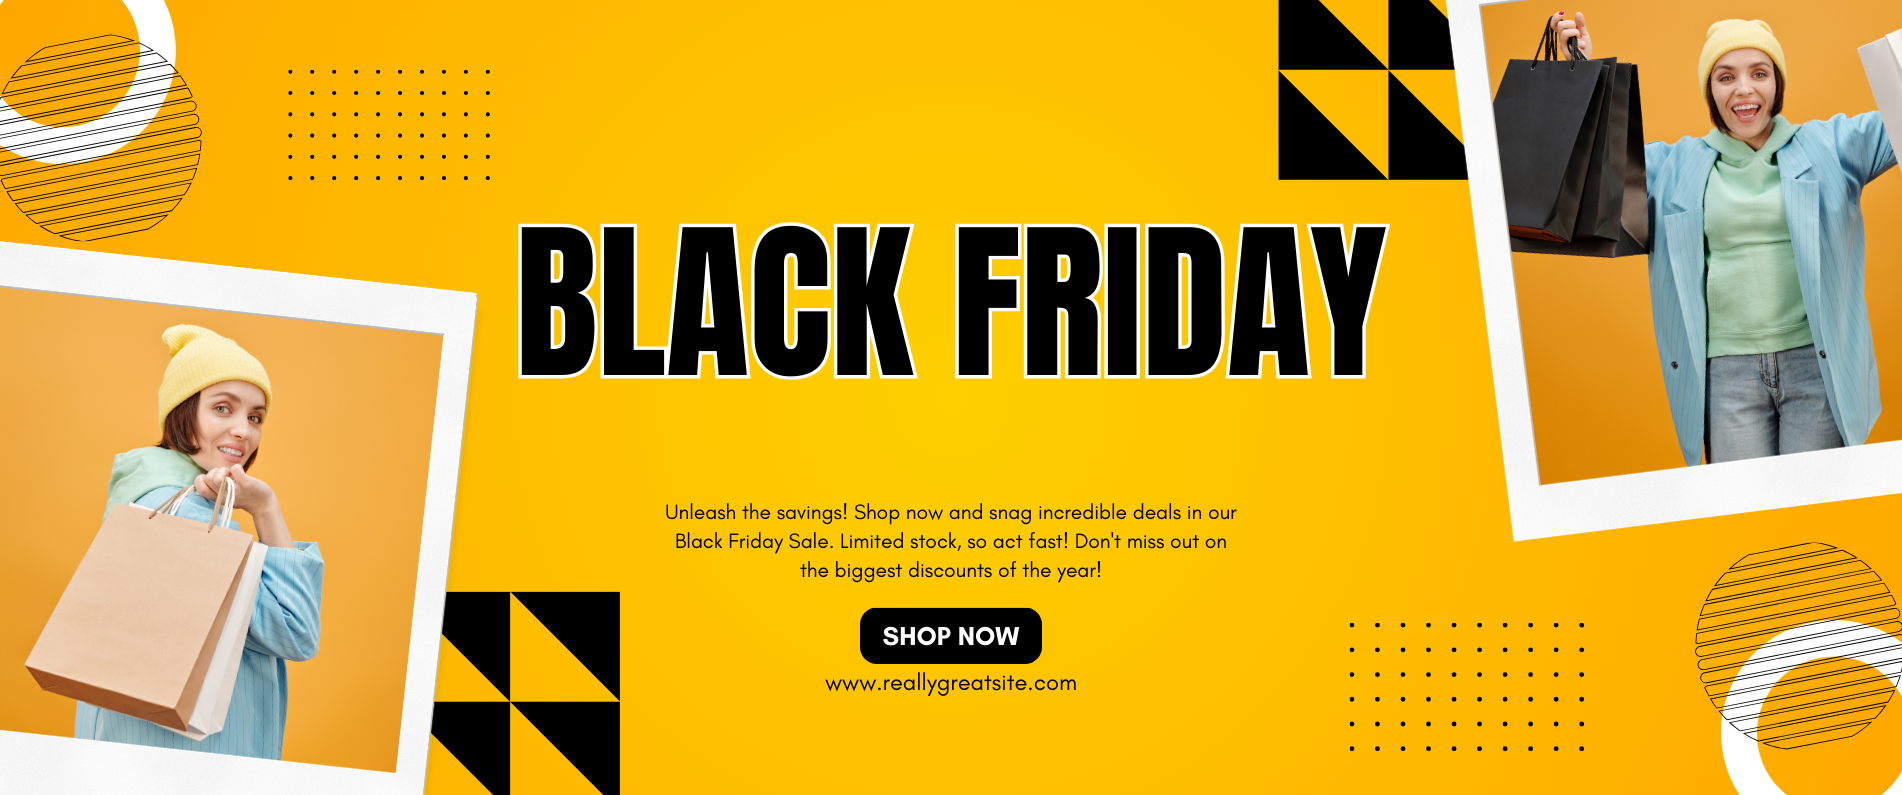 BLACK FRIDAY
Unleash the savings! Shop now and snag incredible deals in our
Black Friday Sale. Limited stock, so act fast! Don't miss out on
the biggest discounts of the year!
SHOP NOW
www.reallygreatsite.com